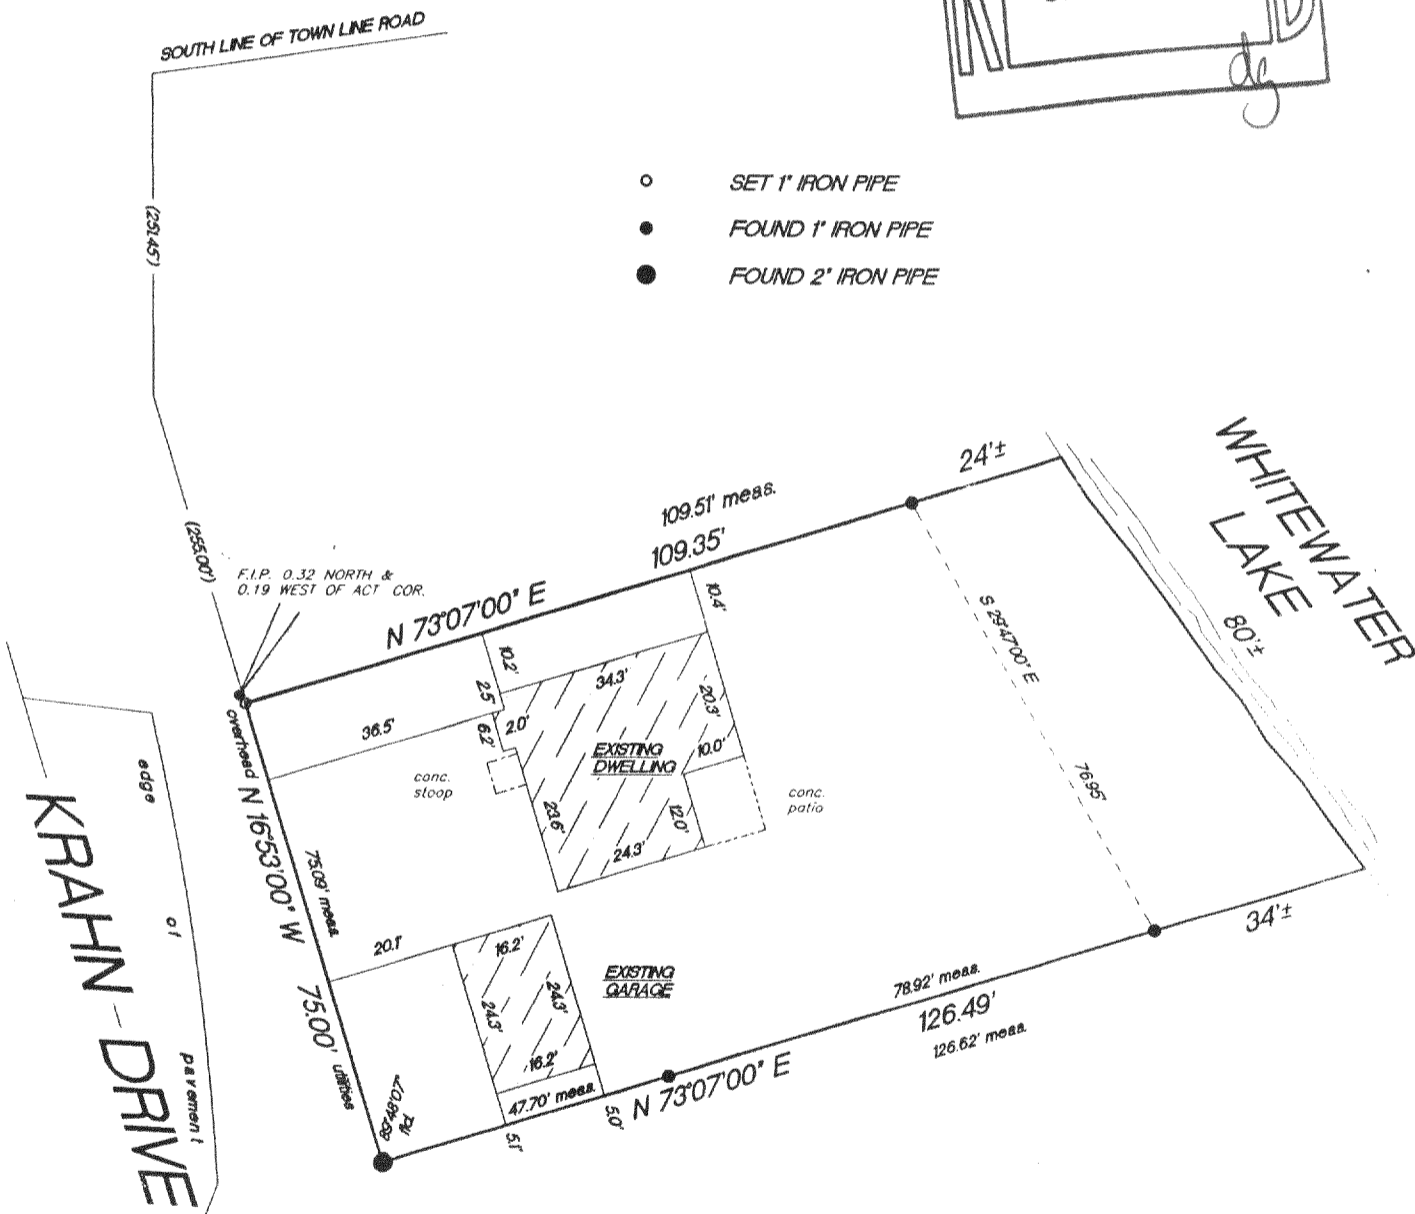 SOUTH LINE OF TOWN LINE ROAD
dg
SET 1" IRON PIPE
FOUND 1" IRON PIPE
FOUND 2" IRON PIPE
(251.45')
(255.00')
F.I.P. 0.32 NORTH &
0.19 WEST OF ACT COR.
N 73°07'00" E
109.51' meas.
109.35'
24'±
WHITEWATER
LAKE
80'±
S 29°47'00" E
76.95'
34'±
10.4'
10.2'
2.5'
34.3'
20.3'
36.5'
6.2'
2.0'
EXISTING
DWELLING
10.0'
conc.
stoop
conc.
patio
23.6'
12.0'
24.3'
overhead N 16°53'00" W 75.00' utilities
75.09' meas.
20.1'
16.2'
EXISTING
GARAGE
24.3'
24.3'
16.2'
47.70' meas.
78.92' meas.
126.49'
126.62' meas.
N 73°07'00" E
5.0'
5.1'
89°48'07"
fld.
edge of pavement
KRAHN DRIVE